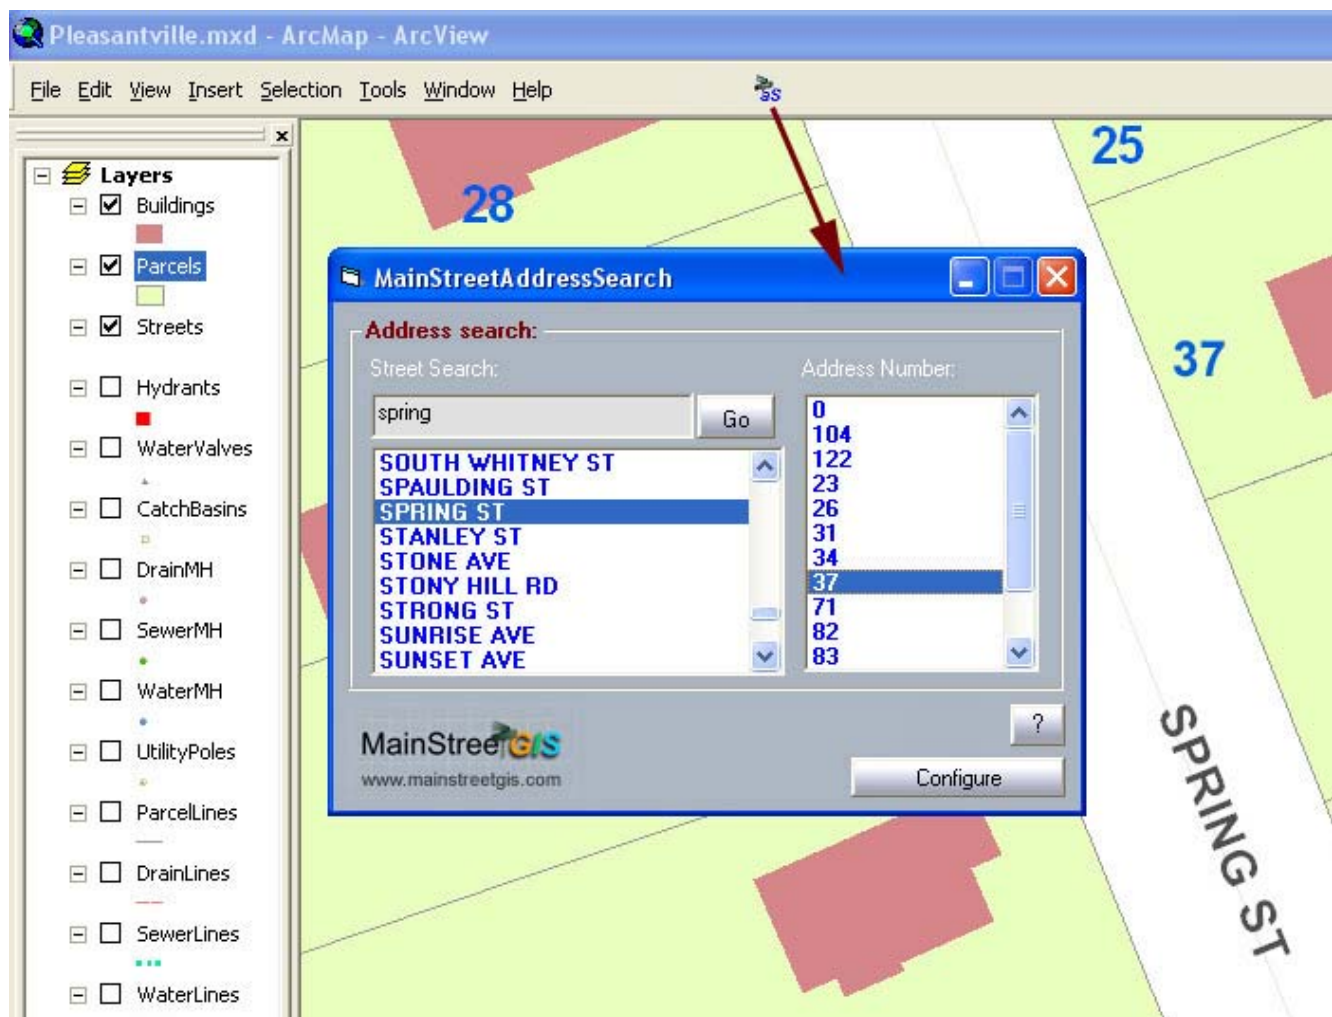 Pleasantville.mxd - ArcMap - ArcView
File Edit View Insert Selection Tools Window Help
aS
Layers
Buildings
Parcels
Streets
Hydrants
WaterValves
CatchBasins
DrainMH
SewerMH
WaterMH
UtilityPoles
ParcelLines
DrainLines
SewerLines
WaterLines
28
25
37
SPRING ST
MainStreetAddressSearch
Address search:
Street Search:
spring
Go
SOUTH WHITNEY ST
SPAULDING ST
SPRING ST
STANLEY ST
STONE AVE
STONY HILL RD
STRONG ST
SUNRISE AVE
SUNSET AVE
Address Number:
0
104
122
23
26
31
34
37
71
82
83
MainStreetGIS
www.mainstreetgis.com
?
Configure